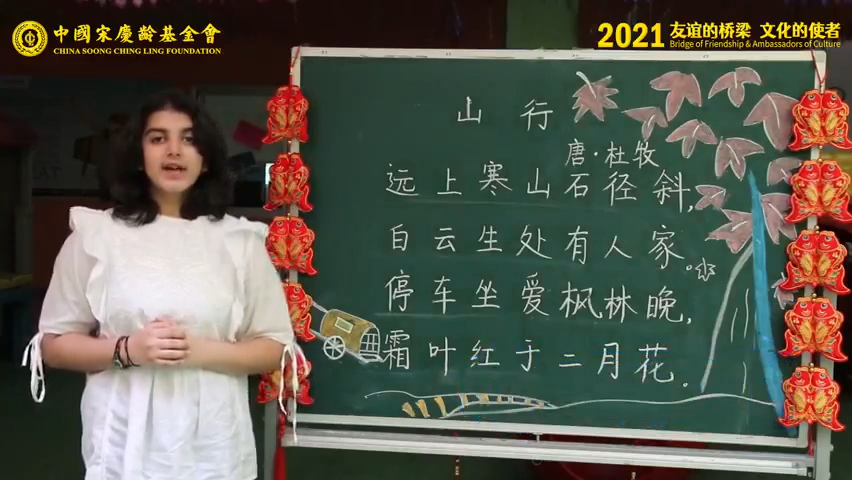 中國宋慶齡基金會
CHINA SOONG CHING LING FOUNDATION
2021 友谊的桥梁 文化的使者
Bridge of Friendship & Ambassadors of Culture
山行
唐·杜牧
远上寒山石径斜,
白云生处有人家。
停车坐爱枫林晚,
霜叶红于二月花。